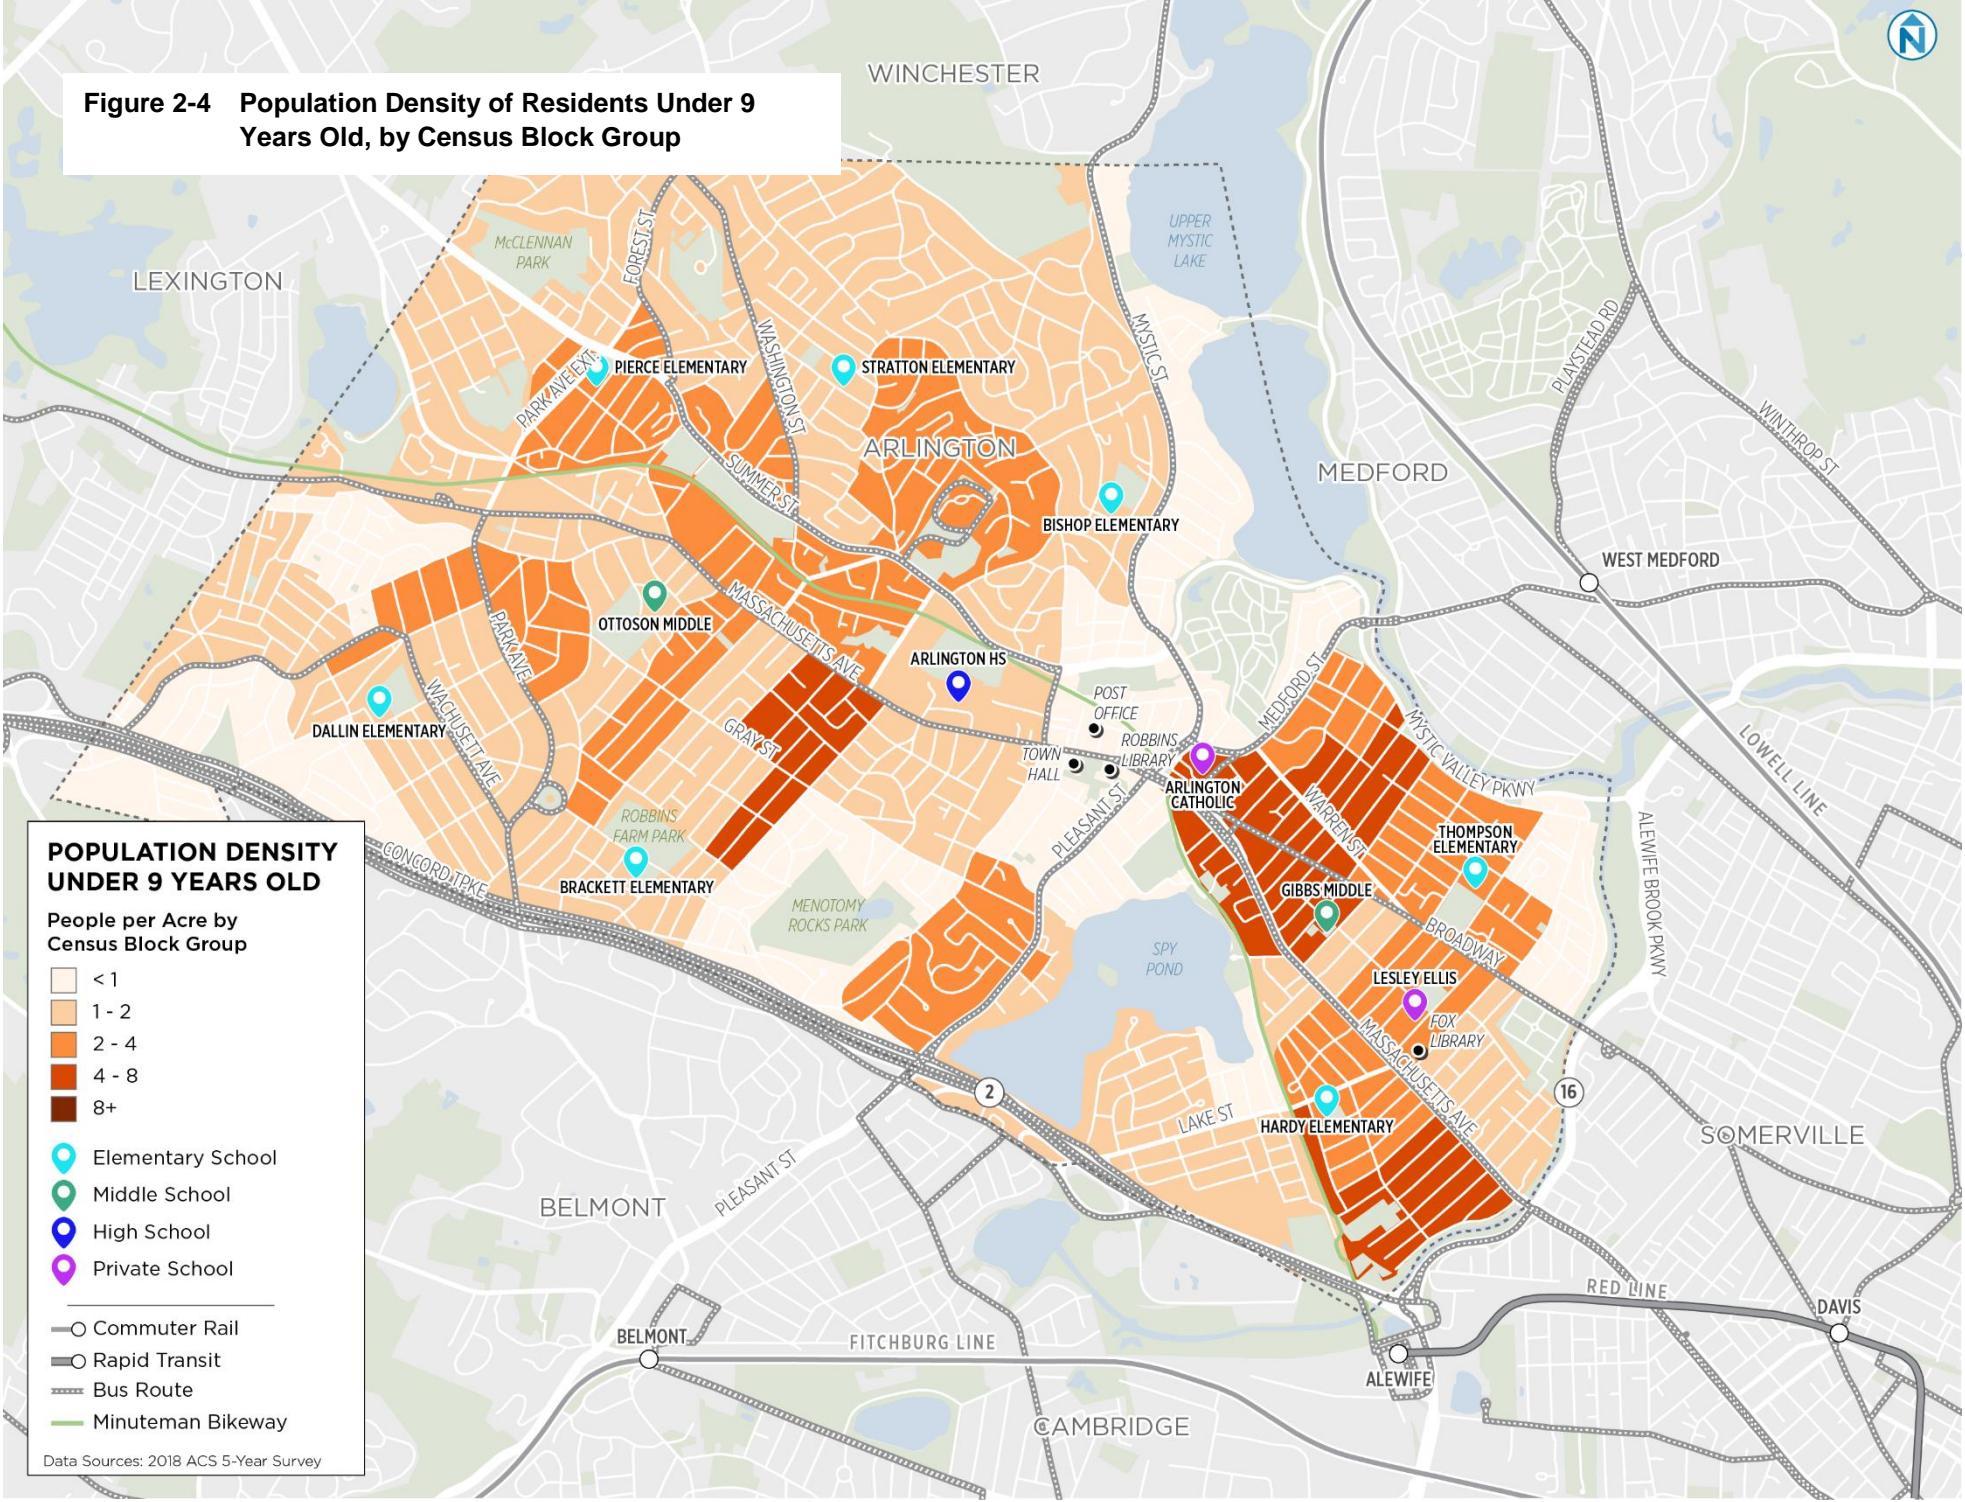 Figure 2-4 Population Density of Residents Under 9
Years Old, by Census Block Group
N
WINCHESTER
UPPER
MYSTIC
LAKE
McCLENNAN
PARK
FOREST ST
LEXINGTON
WASHINGTON ST
MYSTIC ST
PLAYSTEAD RD
PARK AVE EXT.
PIERCE ELEMENTARY
STRATTON ELEMENTARY
WINTHROP ST
ARLINGTON
MEDFORD
SUMMER ST
BISHOP ELEMENTARY
WEST MEDFORD
OTTOSON MIDDLE
MASSACHUSETTS AVE
PARK AVE
ARLINGTON HS
MEDFORD ST
POST
OFFICE
DALLIN ELEMENTARY
WACHUSETT AVE
GRAY ST
TOWN
HALL
ROBBINS
LIBRARY
MYSTIC VALLEY PKWY
LOWELL LINE
ARLINGTON
CATHOLIC
PLEASANT ST
WARREN ST
ROBBINS
FARM PARK
THOMPSON
ELEMENTARY
ALEWIFE BROOK PKWY
CONCORD TPKE
BRACKETT ELEMENTARY
GIBBS MIDDLE
MENOTOMY
ROCKS PARK
BROADWAY
SPY
POND
LESLEY ELLIS
FOX
LIBRARY
MASSACHUSETTS AVE
2
16
LAKE ST
HARDY ELEMENTARY
SOMERVILLE
PLEASANT ST
BELMONT
RED LINE
DAVIS
BELMONT
FITCHBURG LINE
ALEWIFE
CAMBRIDGE
POPULATION DENSITY
UNDER 9 YEARS OLD
People per Acre by
Census Block Group
< 1
1 - 2
2 - 4
4 - 8
8+
Elementary School
Middle School
High School
Private School
Commuter Rail
Rapid Transit
Bus Route
Minuteman Bikeway
Data Sources: 2018 ACS 5-Year Survey